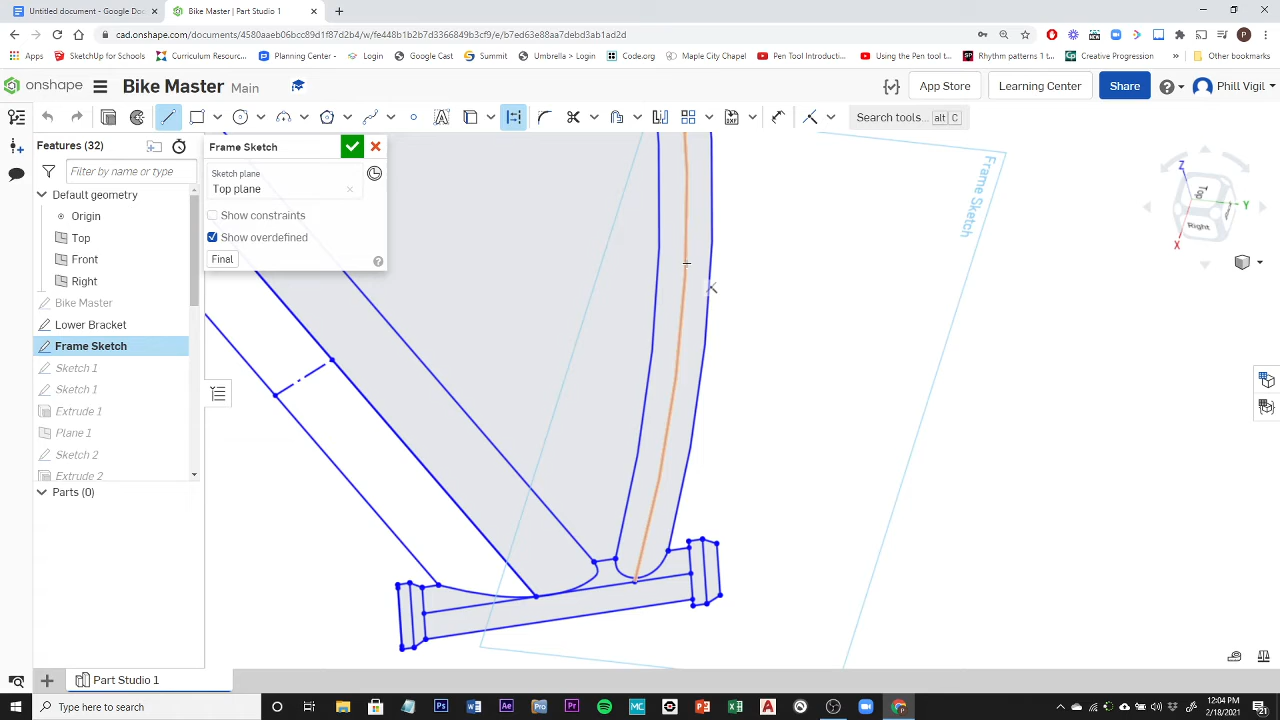 Untitled document - Google Doc
Bike Master | Part Studio 1
cad.onshape.com/documents/4580aaeb06bcc89d1f87d2b4/w/fe448b1b2b7d3366849b3cf9/e/b7ed63e88aa7debd3ab1ad2d
Apps
SketchUp for Schools
Curriculum Resour...
Castle
Login
Google Cast
Summit
Umbrella > Login
Code.org
Maple City Chapel
Pen Tool Introducti...
Using the Pen tool...
Rhythm patterns 1 t...
Creative Progression
Other bookmarks
onshape
Bike Master Main
App Store
Learning Center
Share
Phill Vigil
Search tools... alt C
Features (32)
Filter by name or type
Default geometry
Origin
Top
Front
Right
Bike Master
Lower Bracket
Frame Sketch
Sketch 1
Sketch 1
Extrude 1
Plane 1
Sketch 2
Extrude 2
Parts (0)
Frame Sketch
Sketch plane
Top plane
Show constraints
Show overdefined
Final
Frame Sketch
Z
Top
Y
Right
X
Part Studio 1
Type here to search
12:04 PM
2/18/2021